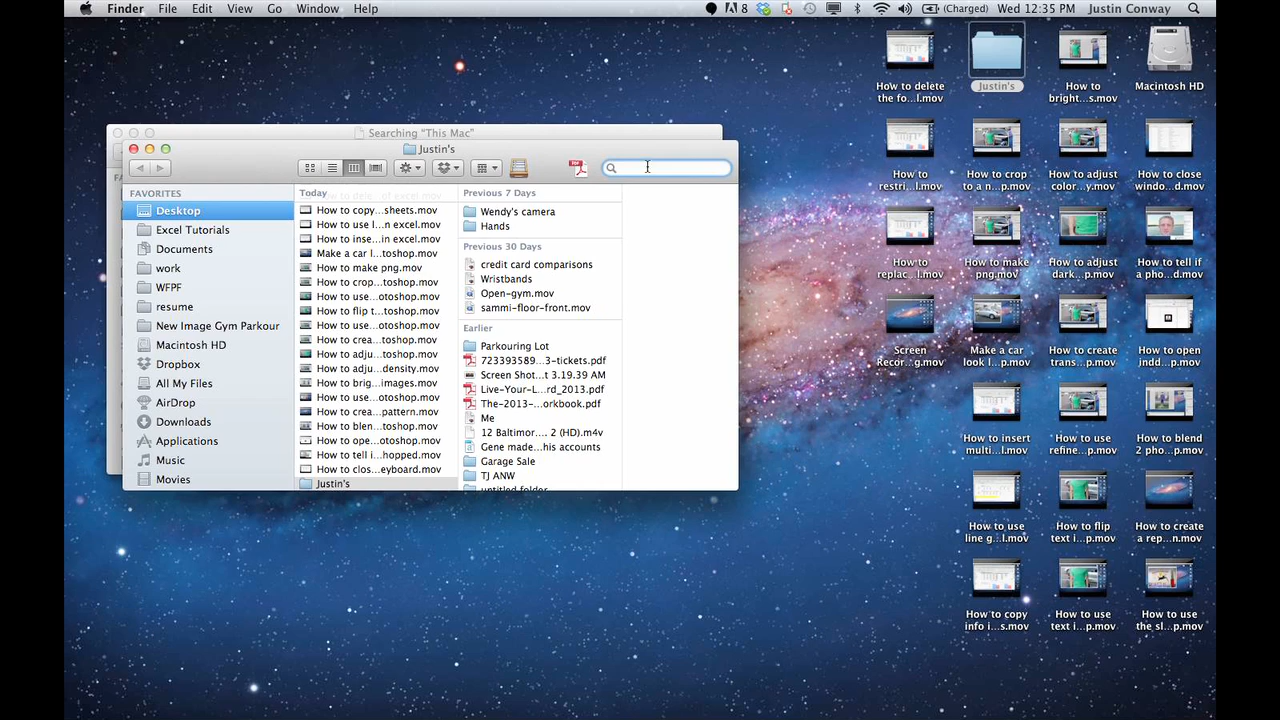 Finder File Edit View Go Window Help
8 (Charged) Wed 12:35 PM Justin Conway
How to delete
the fo...l.mov
Justin's
How to
bright...s.mov
Macintosh HD
How to
restri...l.mov
How to crop
to a n...p.mov
How to adjust
color...y.mov
How to close
windo...d.mov
How to
replac...l.mov
How to make
png.mov
How to adjust
dark...p.mov
How to tell if
a pho...d.mov
Screen
Recor...g.mov
Make a car
look l...p.mov
How to create
trans...p.mov
How to open
indd...p.mov
How to insert
multi...l.mov
How to use
refine...p.mov
How to blend
2 pho...p.mov
How to use
line g...l.mov
How to flip
text i...p.mov
How to create
a rep...n.mov
How to copy
info i...s.mov
How to use
text i...p.mov
How to use
the sl...p.mov
Searching "This Mac"
Justin's
FAVORITES
Desktop
Excel Tutorials
Documents
work
WFPF
resume
New Image Gym Parkour
Macintosh HD
Dropbox
All My Files
AirDrop
Downloads
Applications
Music
Movies
Today
How to copy...sheets.mov
How to use l...n excel.mov
How to inse...n excel.mov
Make a car l...toshop.mov
How to make png.mov
How to crop...toshop.mov
How to use...otoshop.mov
How to flip t...toshop.mov
How to use...otoshop.mov
How to crea...toshop.mov
How to adju...toshop.mov
How to adju...density.mov
How to brig...images.mov
How to use...otoshop.mov
How to crea...pattern.mov
How to blen...toshop.mov
How to ope...otoshop.mov
How to tell i...hopped.mov
How to clos...eyboard.mov
Justin's
Previous 7 Days
Wendy's camera
Hands
Previous 30 Days
credit card comparisons
Wristbands
Open-gym.mov
sammi-floor-front.mov
Earlier
Parkouring Lot
723393589...3-tickets.pdf
Screen Shot...t 3.19.39 AM
Live-Your-L...rd_2013.pdf
The-2013-...orkbook.pdf
Me
12 Baltimor.... 2 (HD).m4v
Gene made...his accounts
Garage Sale
TJ ANW
untitled folder